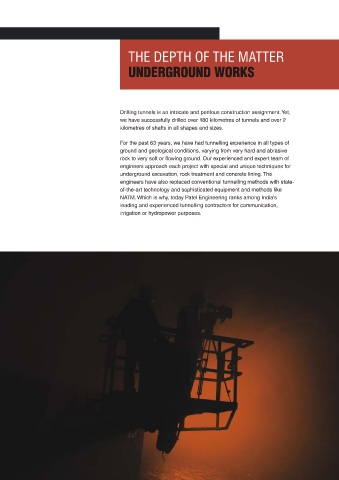 THE DEPTH OF THE MATTER
UNDERGROUND WORKS
Drilling tunnels is an intricate and perilous construction assignment. Yet,
we have successfully drilled over 180 kilometres of tunnels and over 2
kilometres of shafts in all shapes and sizes.
For the past 63 years, we have had tunnelling experience in all types of
ground and geological conditions, varying from very hard and abrasive
rock to very soft or flowing ground. Our experienced and expert team of
engineers approach each project with special and unique techniques for
underground excavation, rock treatment and concrete lining. The
engineers have also replaced conventional tunnelling methods with state-
of-the-art technology and sophisticated equipment and methods like
NATM. Which is why, today Patel Engineering ranks among India's
leading and experienced tunnelling contractors for communication,
irrigation or hydropower purposes.